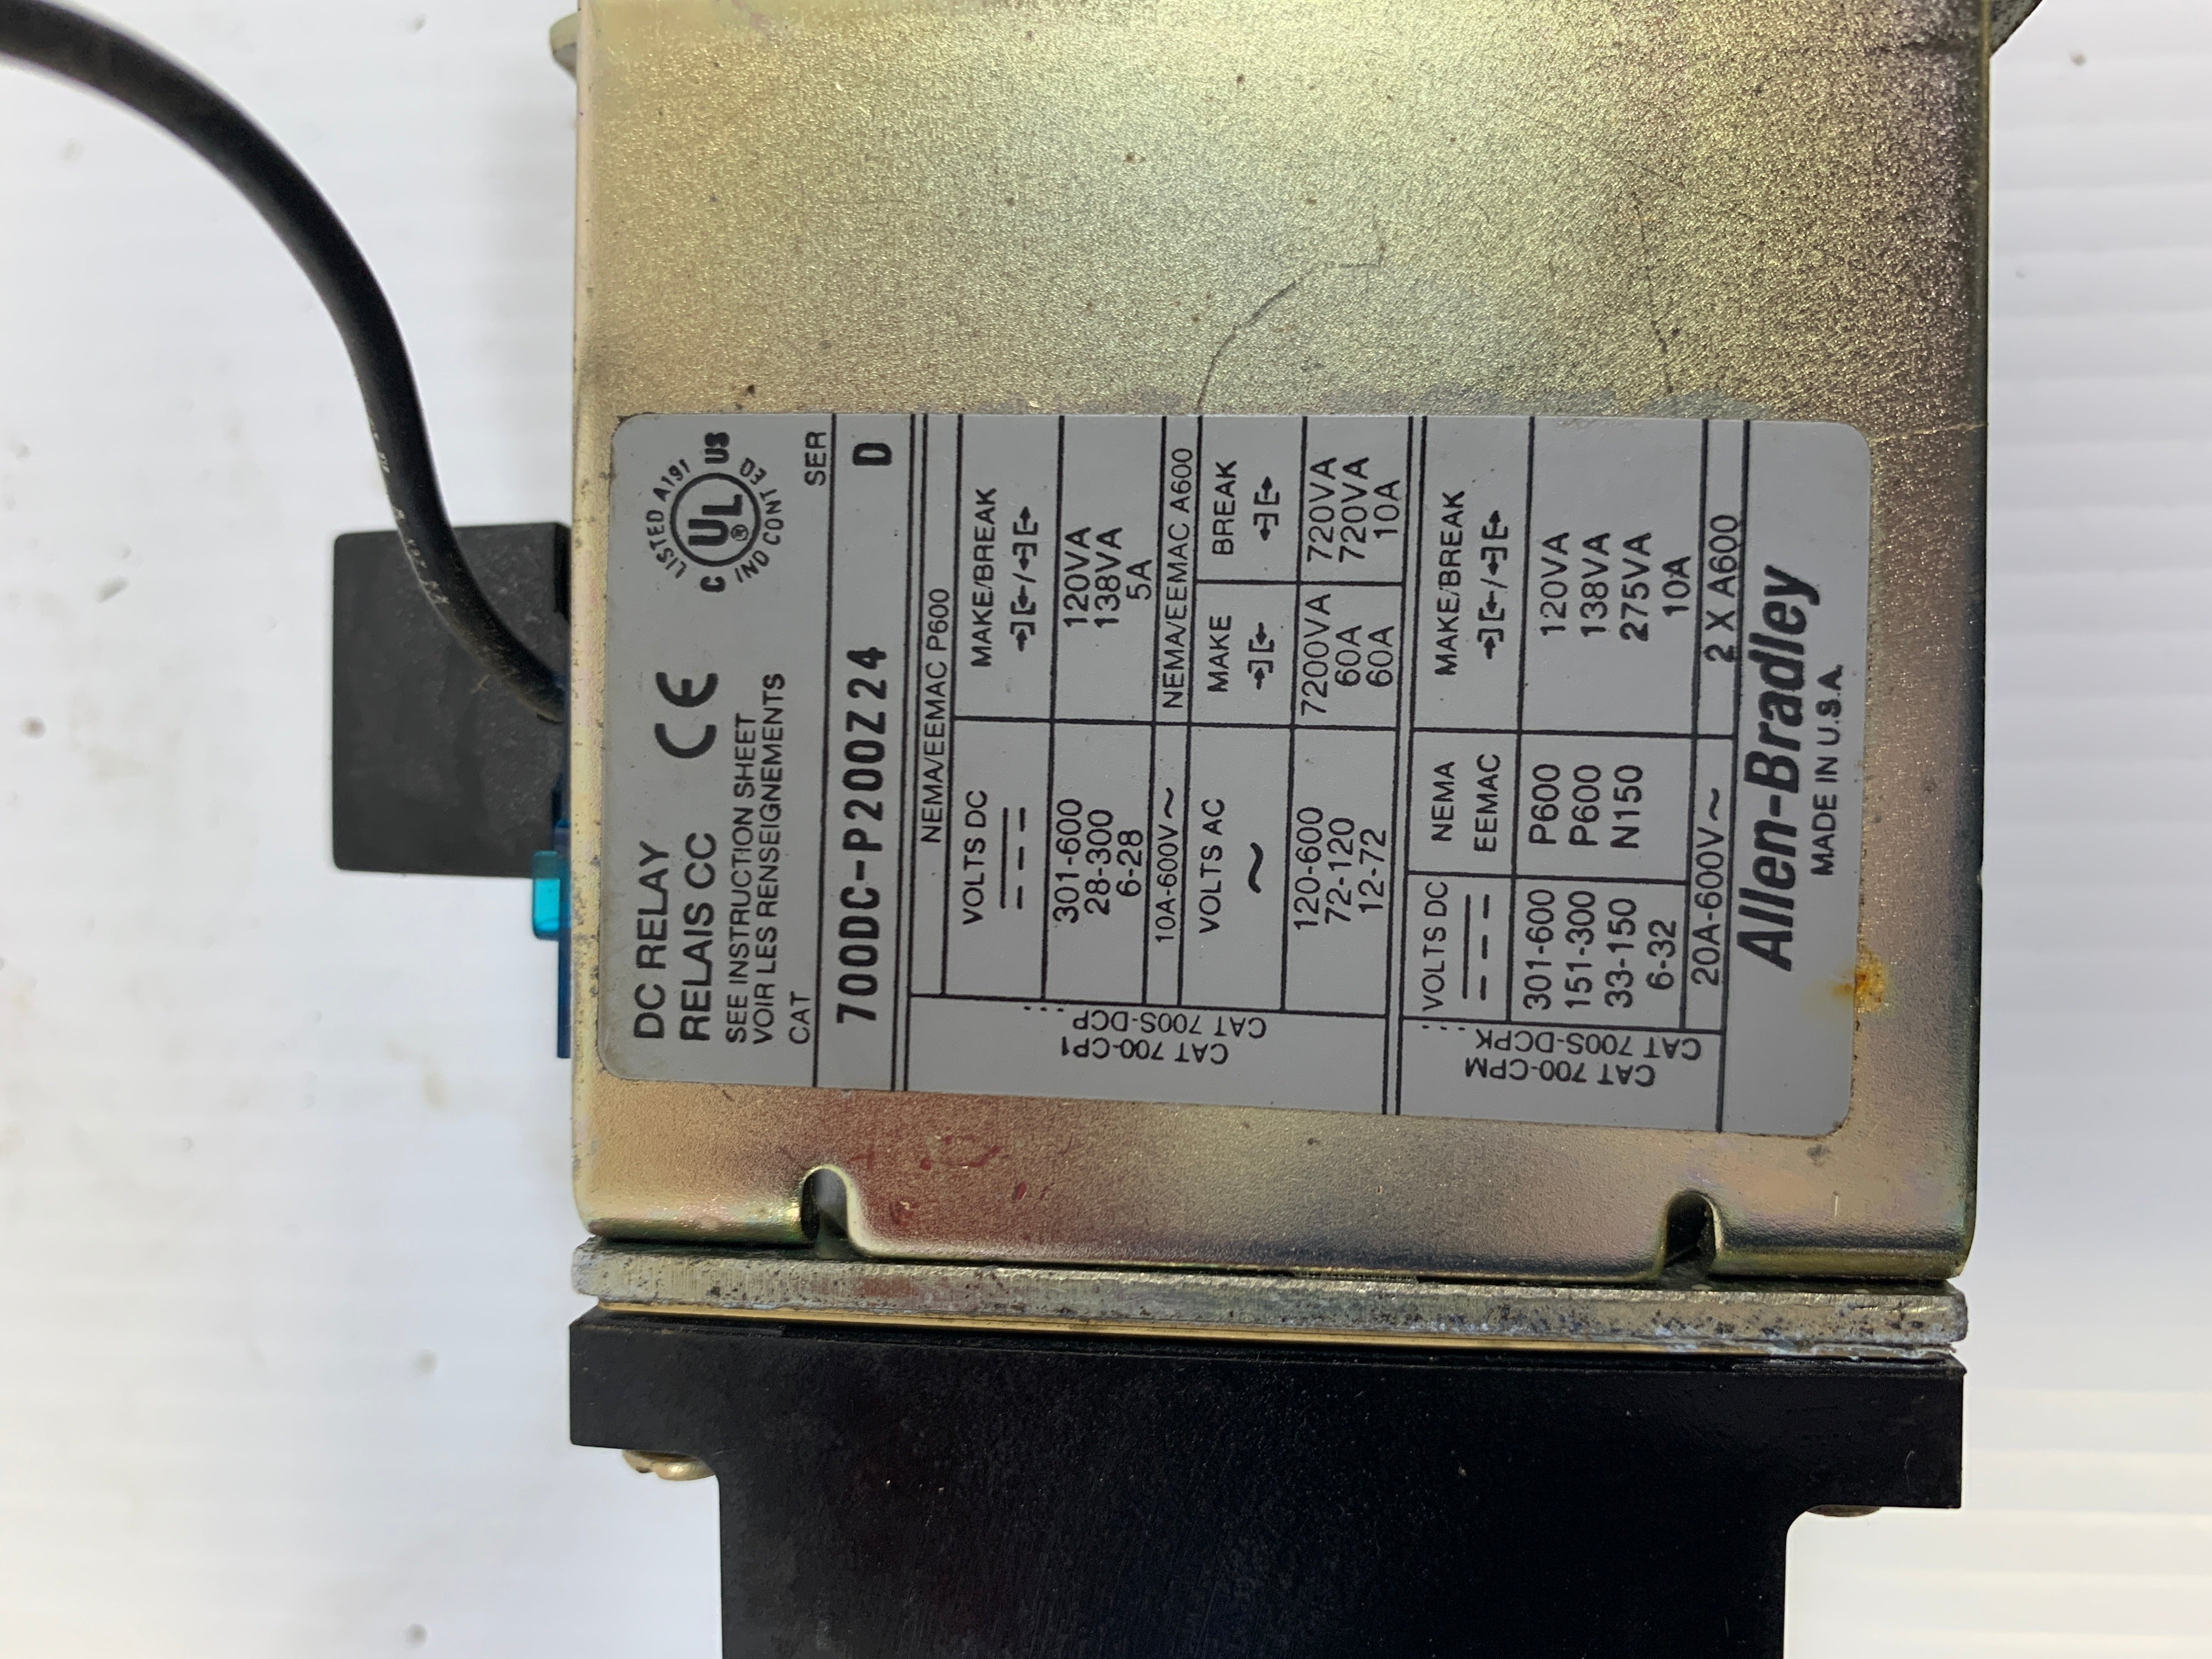 DC RELAY
RELAIS CC
CE
LISTED A191
C UL® US
IND CONT EQ
SEE INSTRUCTION SHEET
VOIR LES RENSEIGNEMENTS
CAT SER
700DC-P200Z24 D
CAT 700-CP1
CAT 700S-DCP...
NEMA/EEMAC P600
VOLTS DC MAKE/BREAK
301-600 120VA
28-300 138VA
6-28 5A
10A-600V~ NEMA/EEMAC A600
VOLTS AC MAKE BREAK
~
120-600 7200VA 720VA
72-120 60A 720VA
12-72 60A 10A
CAT 700-CPM
CAT 700S-DCPK...
VOLTS DC NEMA MAKE/BREAK
EEMAC
301-600 P600 120VA
151-300 P600 138VA
33-150 N150 275VA
6-32 10A
20A-600V~ 2 X A600
Allen-Bradley
MADE IN U.S.A.